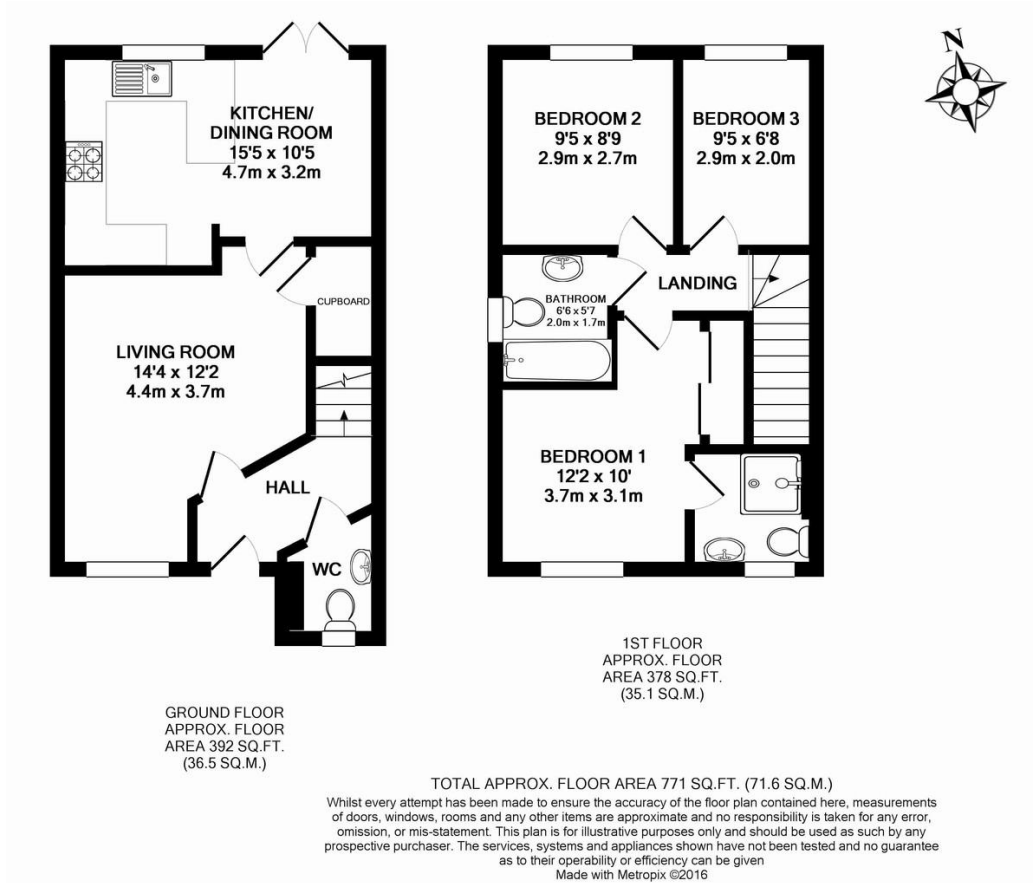 KITCHEN/
DINING ROOM
15'5 x 10'5
4.7m x 3.2m
CUPBOARD
LIVING ROOM
14'4 x 12'2
4.4m x 3.7m
HALL
WC
GROUND FLOOR
APPROX. FLOOR
AREA 392 SQ.FT.
(36.5 SQ.M.)
N
BEDROOM 2
9'5 x 8'9
2.9m x 2.7m
BEDROOM 3
9'5 x 6'8
2.9m x 2.0m
LANDING
BATHROOM
6'6 x 5'7
2.0m x 1.7m
BEDROOM 1
12'2 x 10'
3.7m x 3.1m
1ST FLOOR
APPROX. FLOOR
AREA 378 SQ.FT.
(35.1 SQ.M.)
TOTAL APPROX. FLOOR AREA 771 SQ.FT. (71.6 SQ.M.)
Whilst every attempt has been made to ensure the accuracy of the floor plan contained here, measurements
of doors, windows, rooms and any other items are approximate and no responsibility is taken for any error,
omission, or mis-statement. This plan is for illustrative purposes only and should be used as such by any
prospective purchaser. The services, systems and appliances shown have not been tested and no guarantee
as to their operability or efficiency can be given
Made with Metropix ©2016